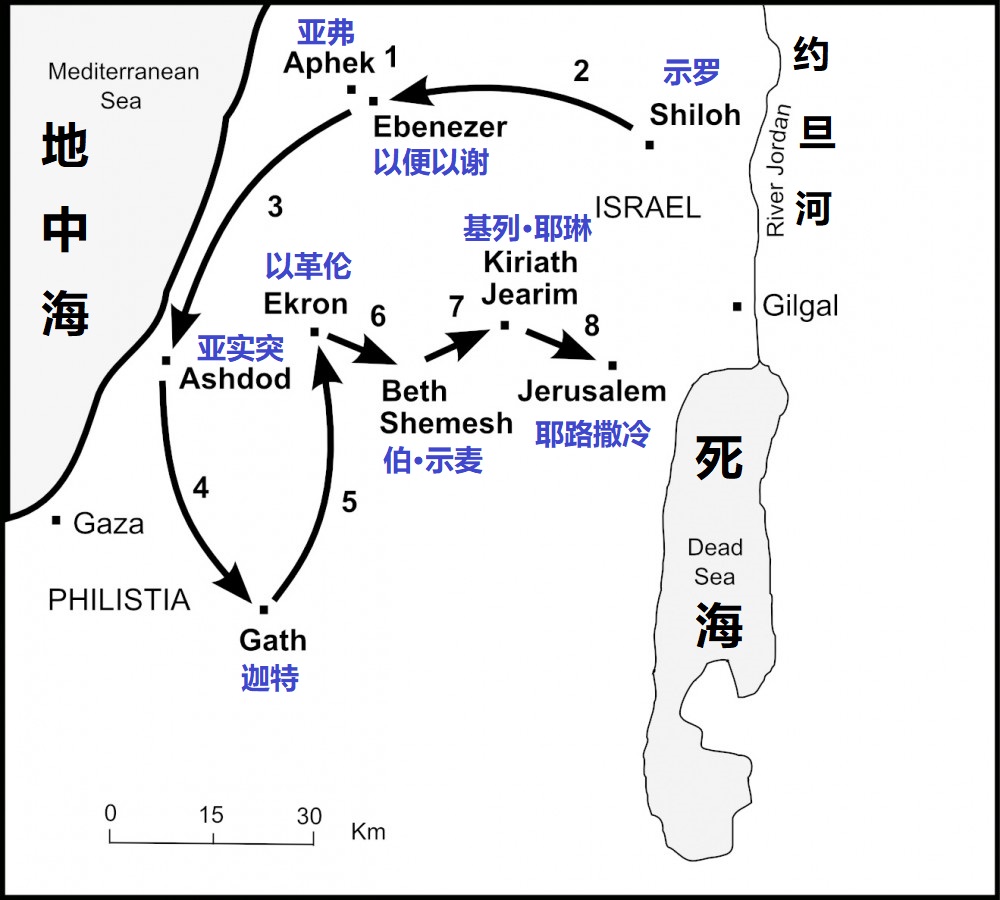 亚弗
Aphek 1
2
示罗
Shiloh
Mediterranean
Sea
地
中
海
约
旦
河
River Jordan
Ebenezer
以便以谢
3
ISRAEL
基列·耶琳
Kiriath
Jearim
以革伦
Ekron
6
7
8
Gilgal
亚实突
Ashdod
Beth
Shemesh
伯·示麦
Jerusalem
耶路撒冷
4
5
Gaza
PHILISTIA
Gath
迦特
死
Dead
Sea
海
0 15 30 Km